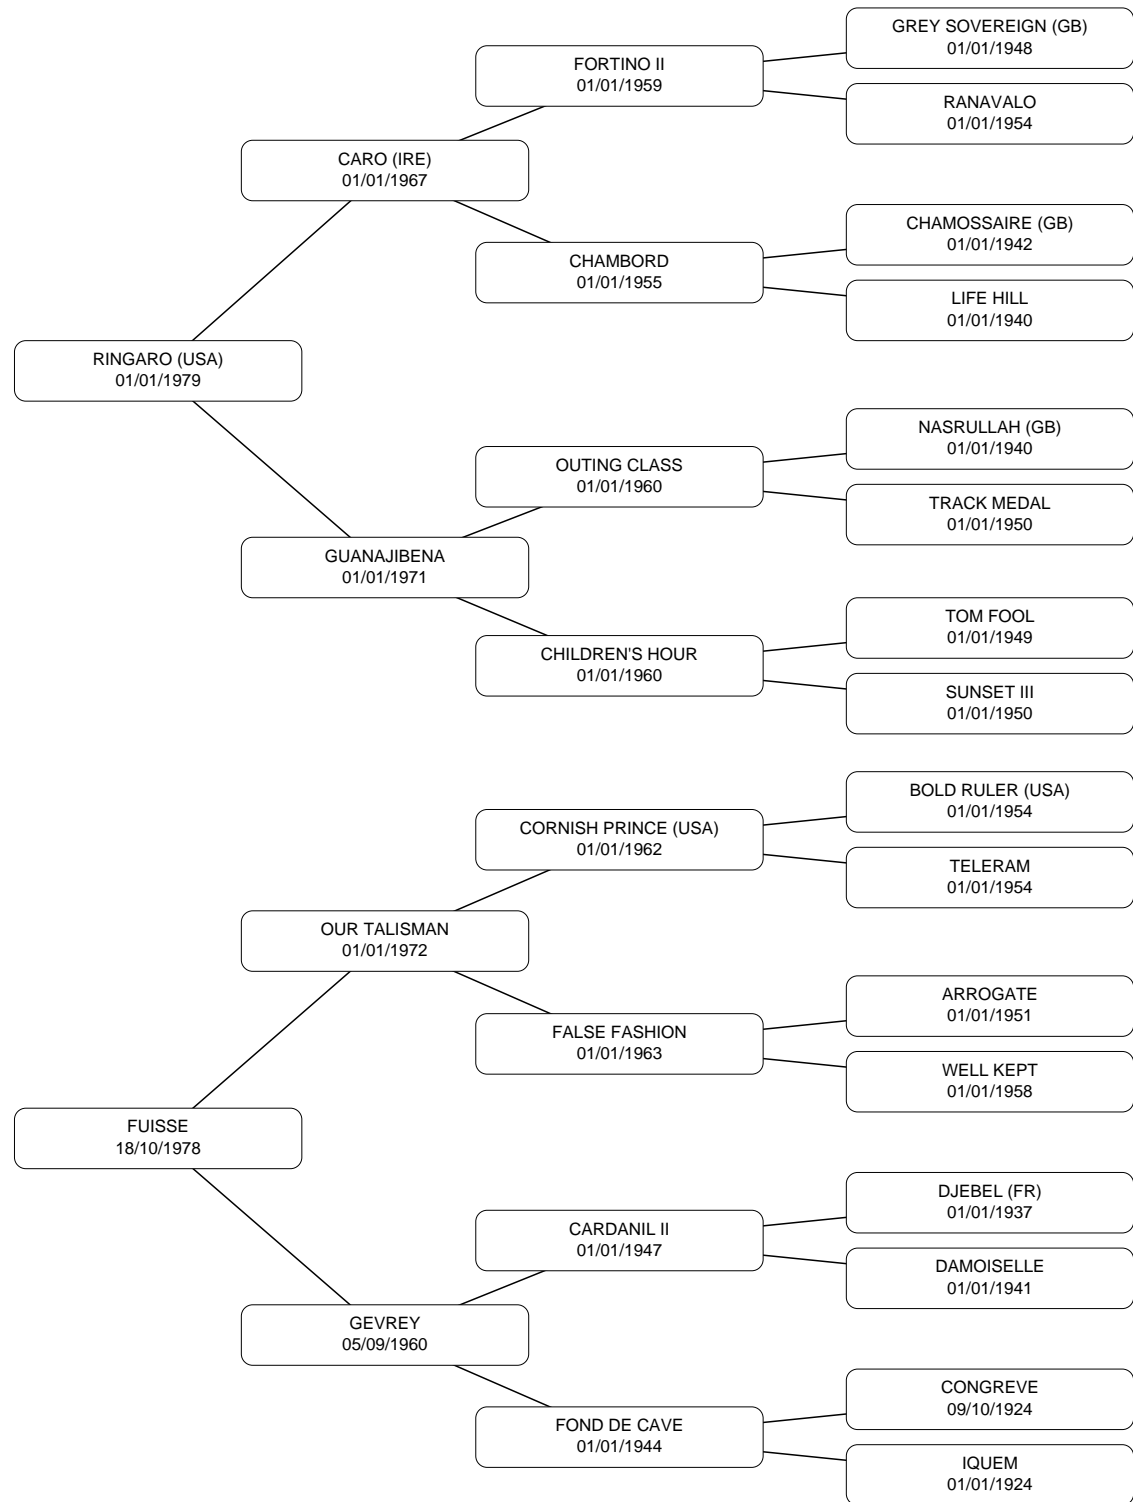 GREY SOVEREIGN (GB)
01/01/1948
FORTINO II
01/01/1959
RANAVALO
01/01/1954
CARO (IRE)
01/01/1967
CHAMOSSAIRE (GB)
01/01/1942
CHAMBORD
01/01/1955
LIFE HILL
01/01/1940
RINGARO (USA)
01/01/1979
NASRULLAH (GB)
01/01/1940
OUTING CLASS
01/01/1960
TRACK MEDAL
01/01/1950
GUANAJIBENA
01/01/1971
TOM FOOL
01/01/1949
CHILDREN'S HOUR
01/01/1960
SUNSET III
01/01/1950
BOLD RULER (USA)
01/01/1954
CORNISH PRINCE (USA)
01/01/1962
TELERAM
01/01/1954
OUR TALISMAN
01/01/1972
ARROGATE
01/01/1951
FALSE FASHION
01/01/1963
WELL KEPT
01/01/1958
FUISSE
18/10/1978
DJEBEL (FR)
01/01/1937
CARDANIL II
01/01/1947
DAMOISELLE
01/01/1941
GEVREY
05/09/1960
CONGREVE
09/10/1924
FOND DE CAVE
01/01/1944
IQUEM
01/01/1924